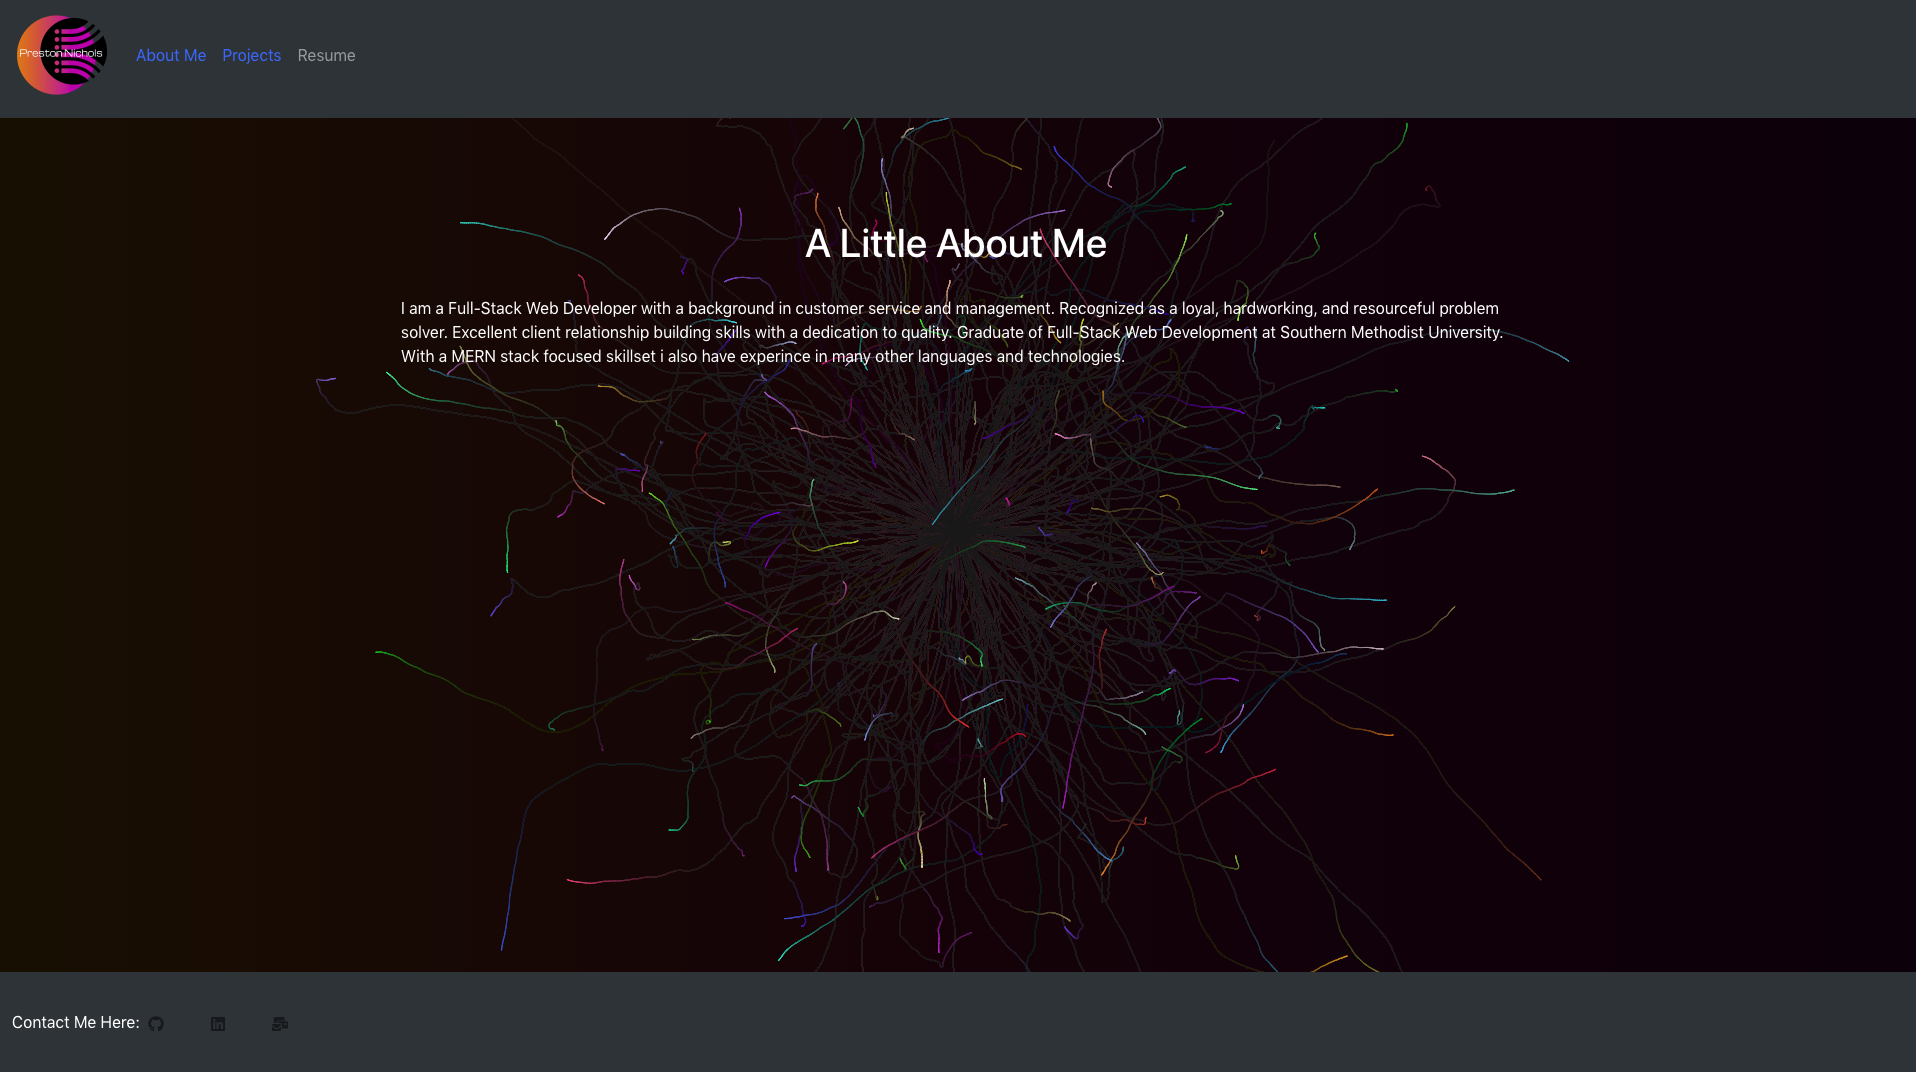 Preston Nichols
About Me Projects Resume
A Little About Me
I am a Full-Stack Web Developer with a background in customer service and management. Recognized as a loyal, hardworking, and resourceful problem
solver. Excellent client relationship building skills with a dedication to quality. Graduate of Full-Stack Web Development at Southern Methodist University.
With a MERN stack focused skillset i also have experince in many other languages and technologies.
Contact Me Here: